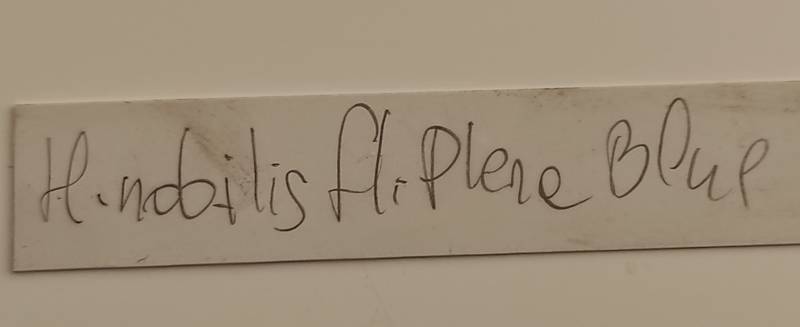 H. nobilis fl. Plene Blue